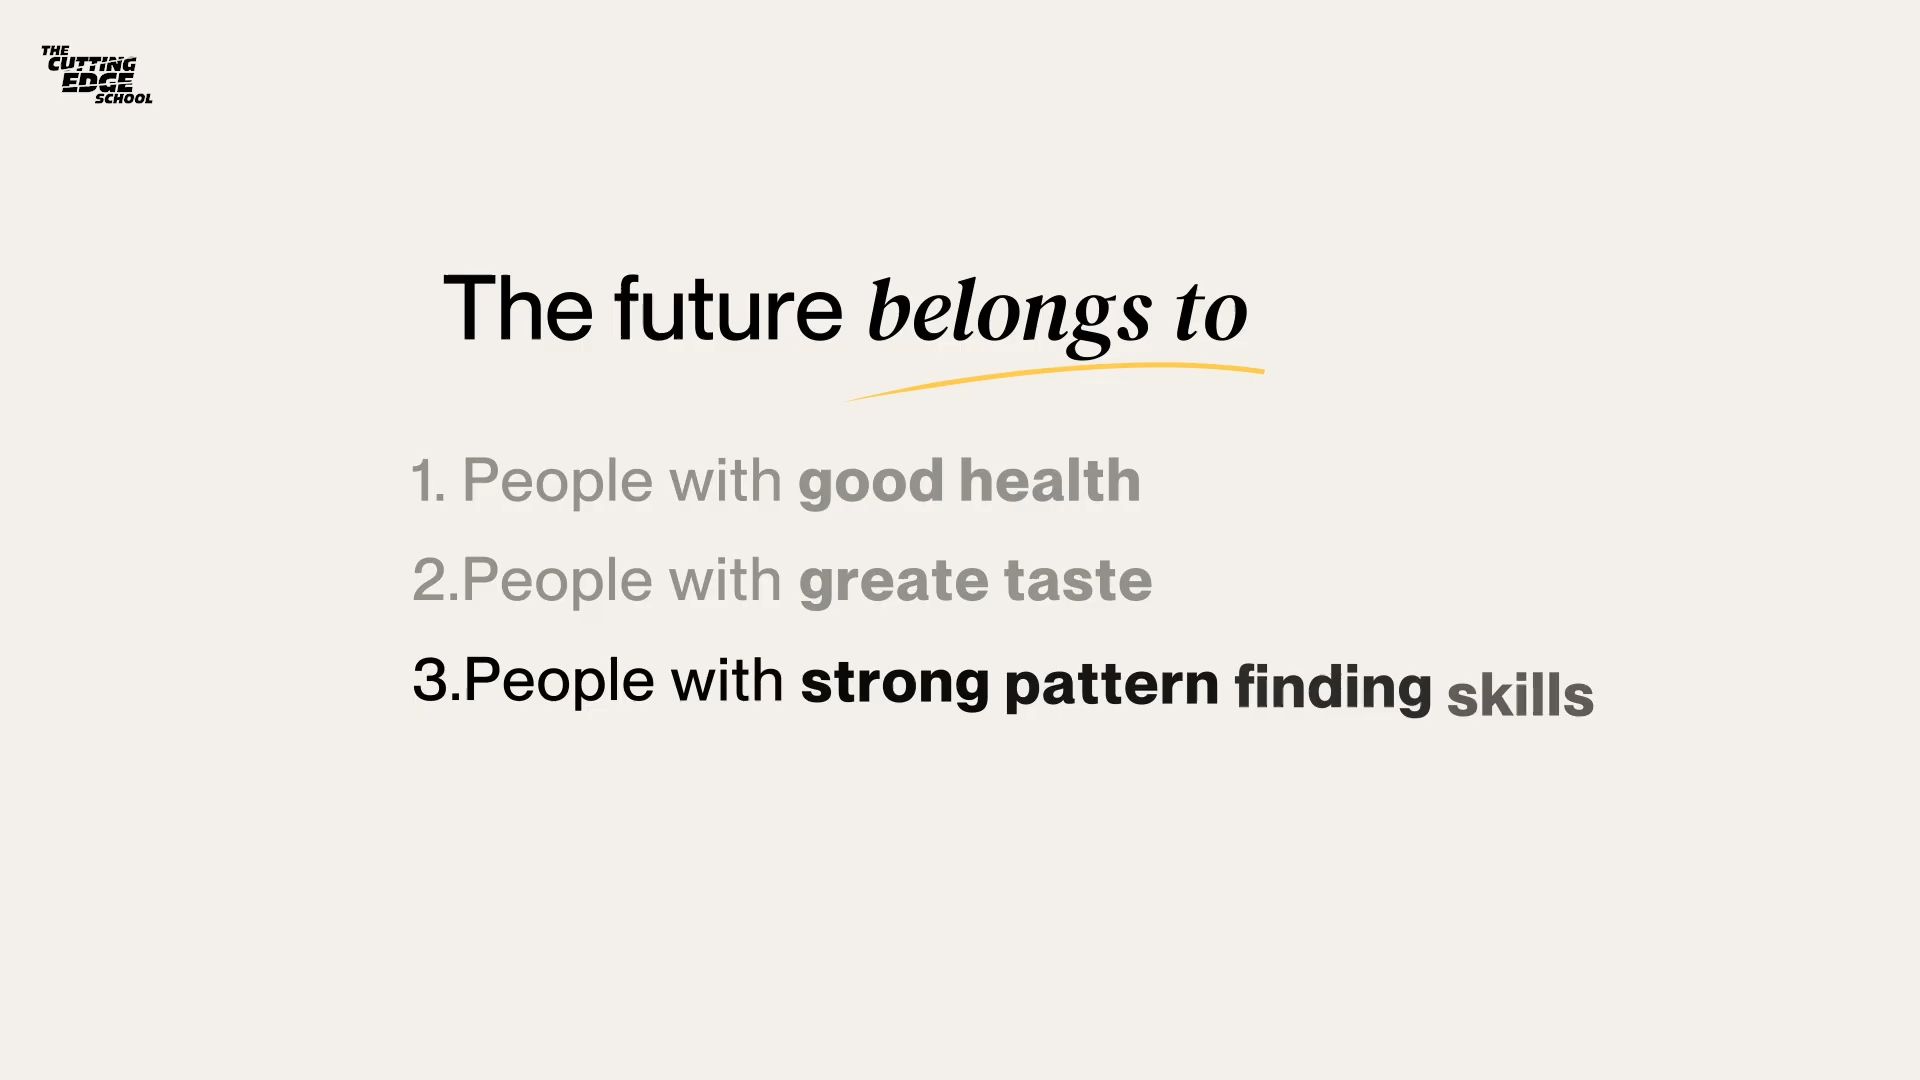 THE
CUTTING
EDGE
SCHOOL
The future belongs to
1. People with good health
2.People with greate taste
3.People with strong pattern finding skills